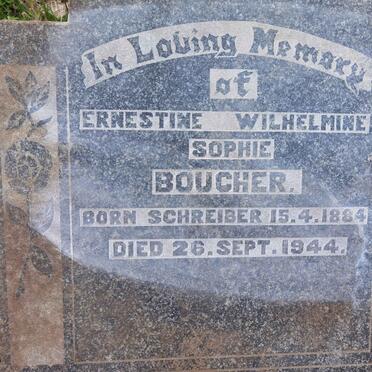 In Loving Memory
of
ERNESTINE WILHELMINE
SOPHIE
BOUCHER.
BORN SCHREIBER 15.4.1884
DIED 26. SEPT. 1944.